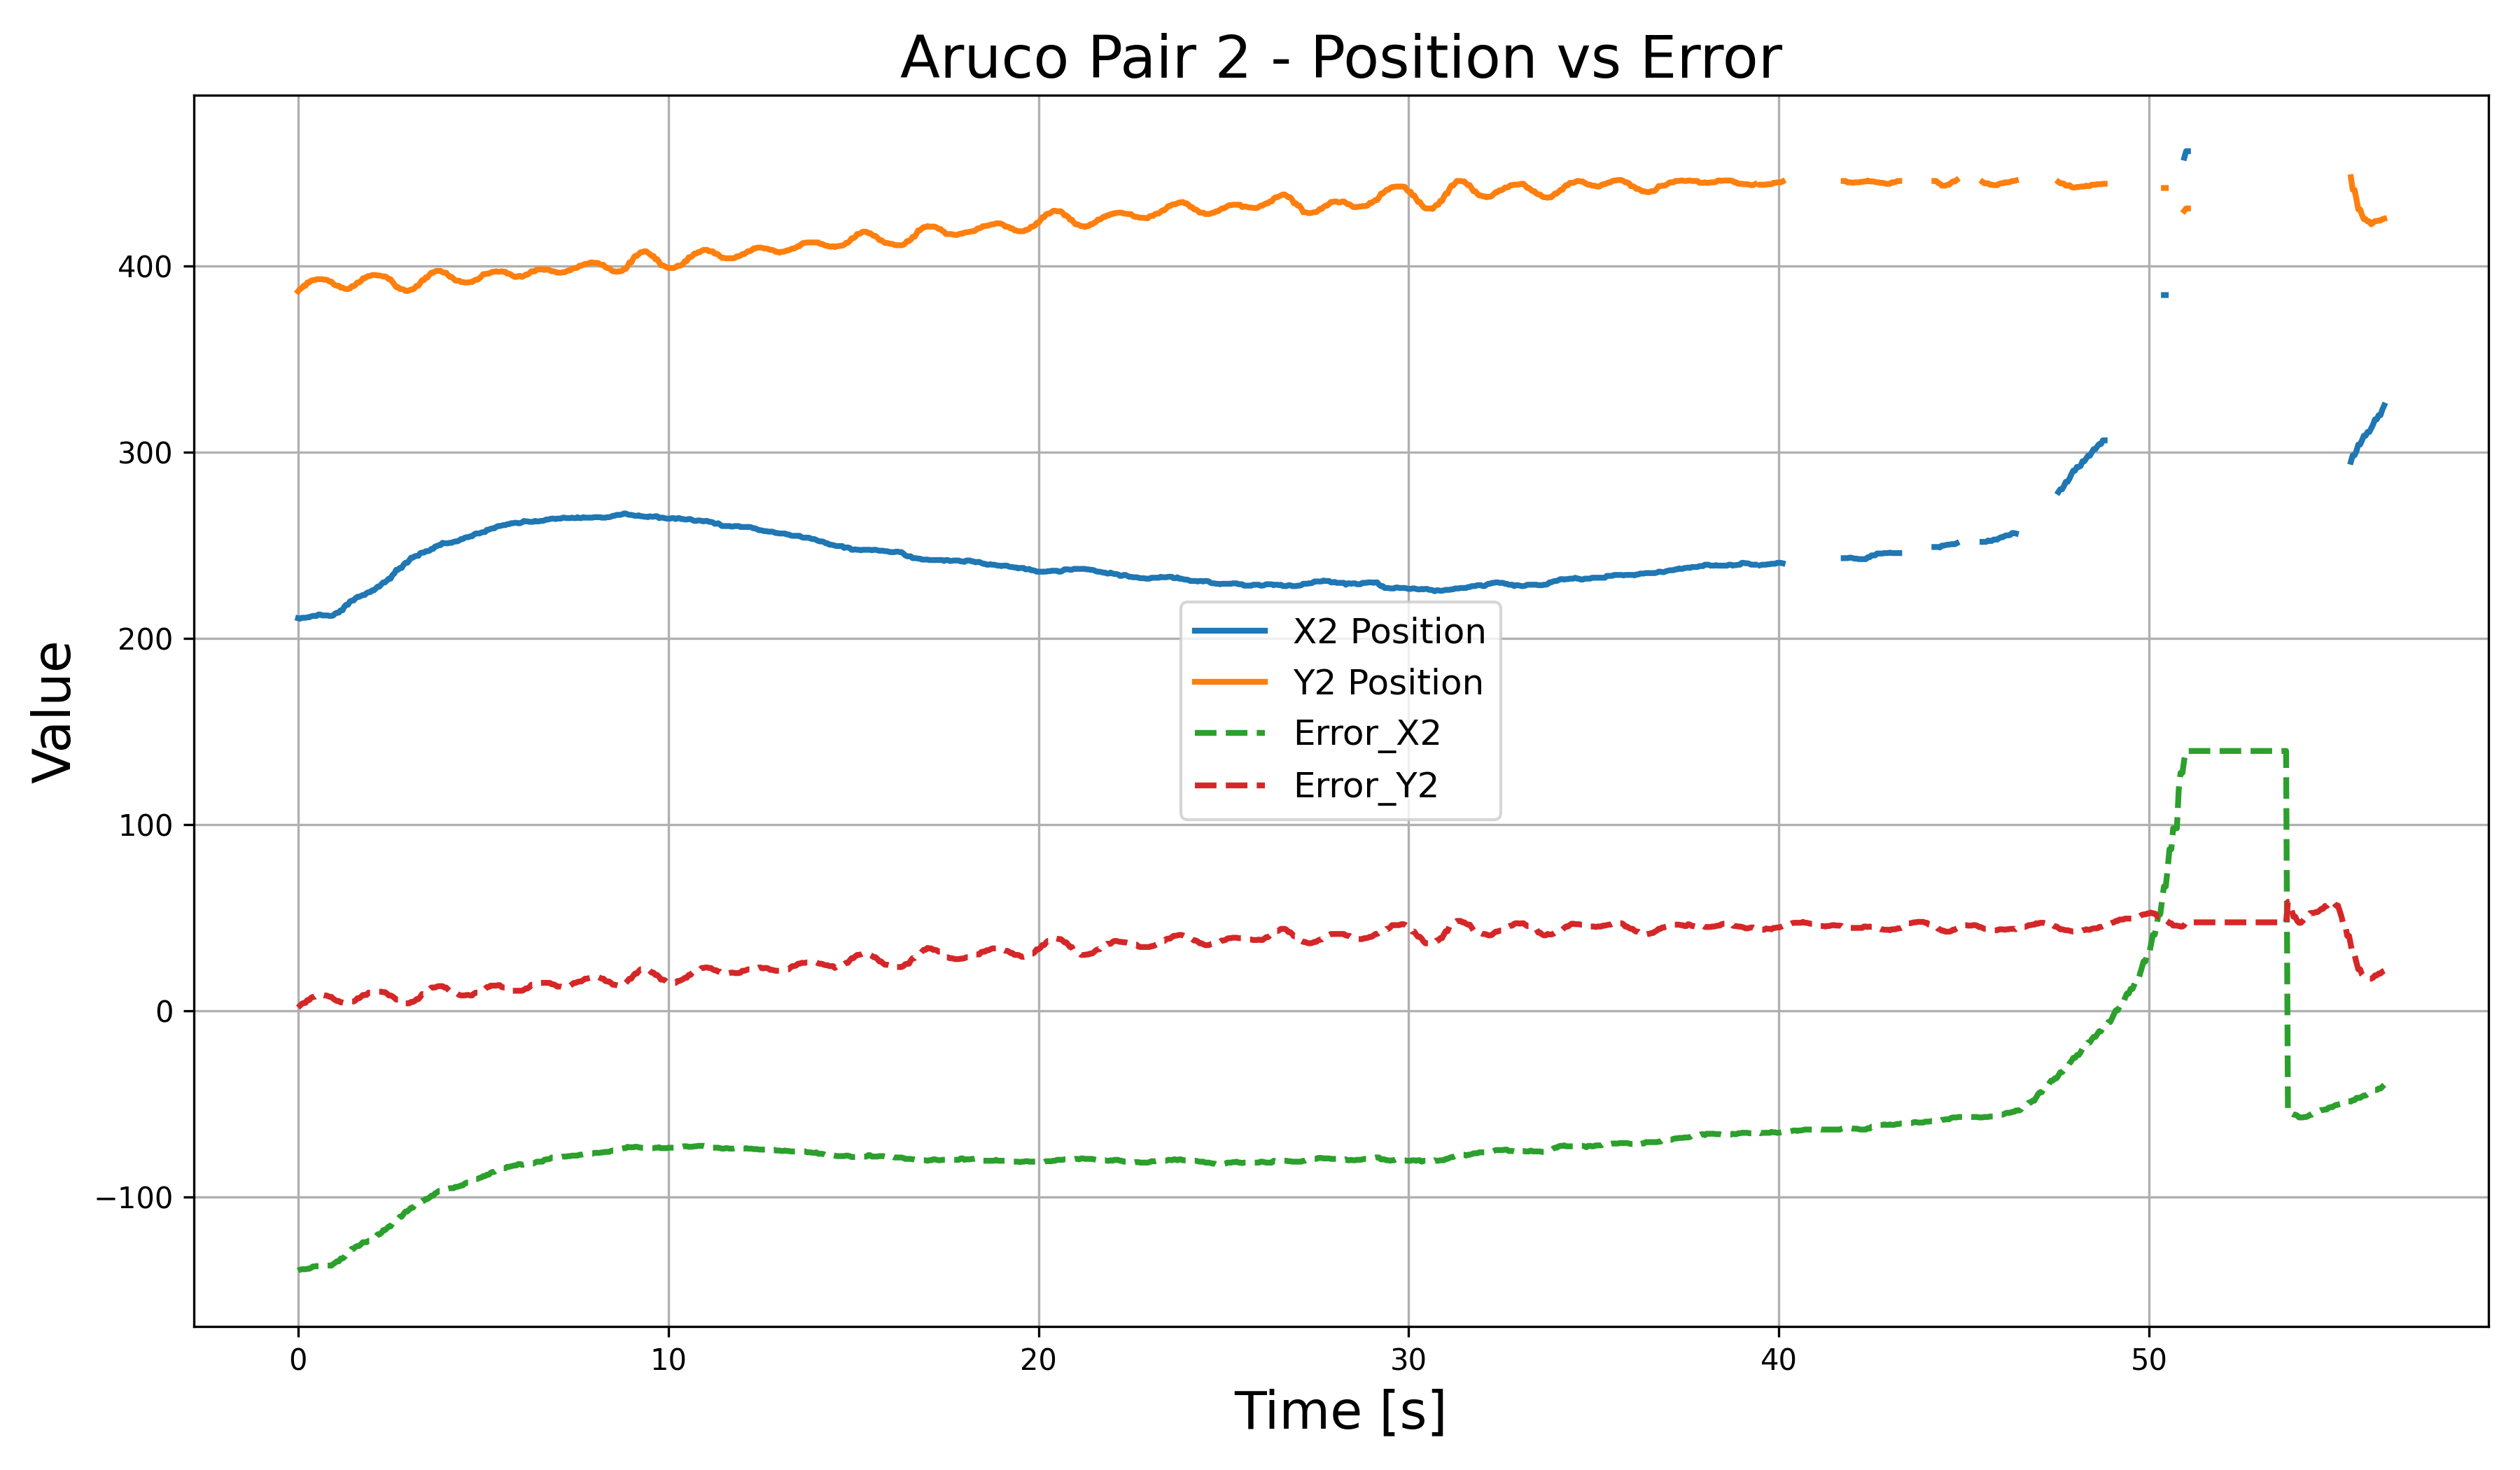 Aruco Pair 2 - Position vs Error
Value
400
300
200
100
0
−100
X2 Position
Y2 Position
Error_X2
Error_Y2
0 10 20 30 40 50
Time [s]